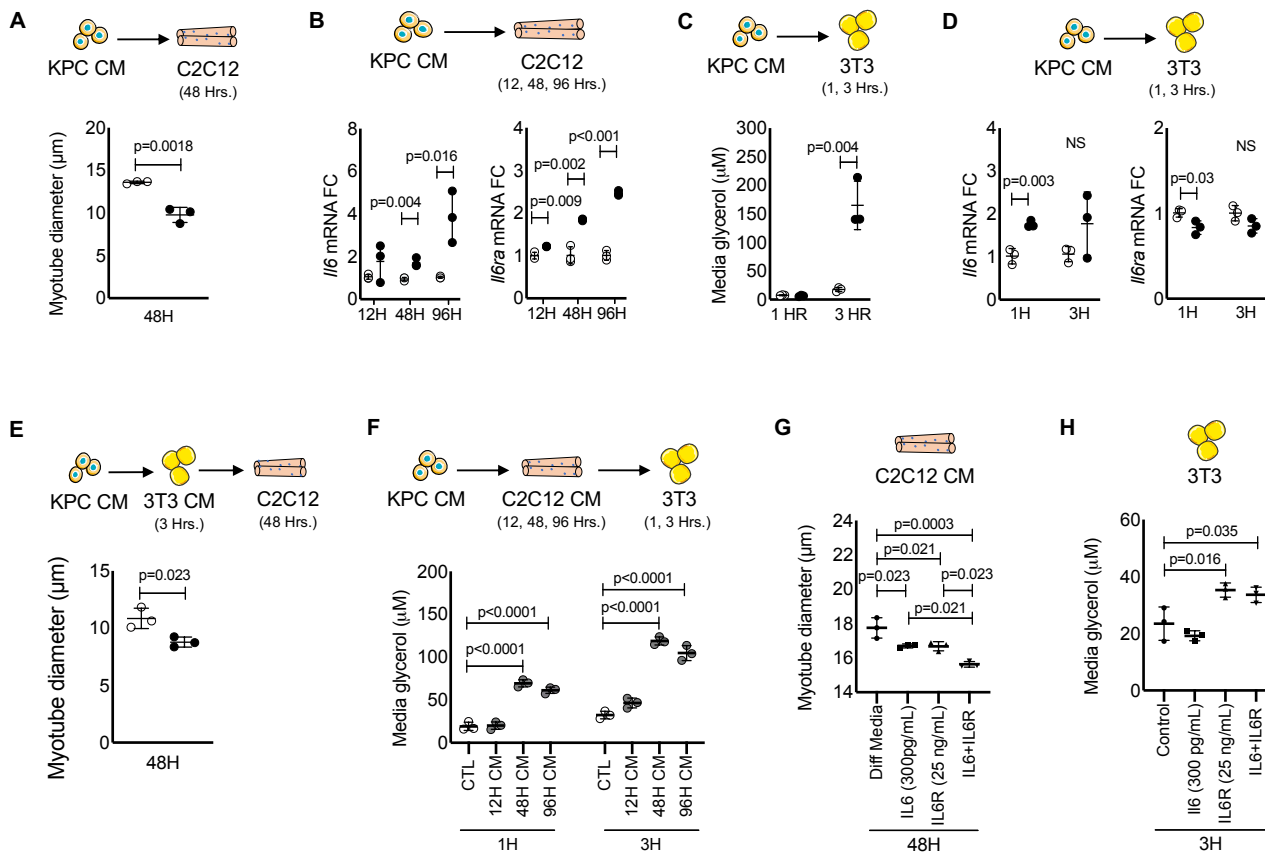 A
KPC CM
C2C12
(48 Hrs.)
Myotube diameter (µm)
20
15
10
5
0
p=0.0018
48H
B
KPC CM
C2C12
(12, 48, 96 Hrs.)
Il6 mRNA FC
8
6
4
2
0
p=0.016
p=0.004
12H 48H 96H
Il6ra mRNA FC
4
3
2
1
0
p<0.001
p=0.002
p=0.009
12H 48H 96H
C
KPC CM
3T3
(1, 3 Hrs.)
Media glycerol (µM)
300
250
200
150
100
50
0
p=0.004
1 HR 3 HR
D
KPC CM
3T3
(1, 3 Hrs.)
Il6 mRNA FC
4
3
2
1
0
NS
p=0.003
1H 3H
Il6ra mRNA FC
2
1
0
NS
p=0.03
1H 3H
E
KPC CM
3T3 CM
(3 Hrs.)
C2C12
(48 Hrs.)
Myotube diameter (µm)
15
10
5
0
p=0.023
48H
F
KPC CM
C2C12 CM
(12, 48, 96 Hrs.)
3T3
(1, 3 Hrs.)
Media glycerol (µM)
200
150
100
50
0
p<0.0001
p<0.0001
p<0.0001
p<0.0001
CTL
12H CM
48H CM
96H CM
CTL
12H CM
48H CM
96H CM
1H
3H
G
C2C12 CM
Myotube diameter (µm)
24
22
20
18
16
14
p=0.0003
p=0.021
p=0.023
p=0.023
p=0.021
Diff Media
IL6 (300pg/mL)
IL6R (25 ng/mL)
IL6+IL6R
48H
H
3T3
Media glycerol (µM)
60
40
20
0
p=0.035
p=0.016
Control
Il6 (300 pg/mL)
IL6R (25 ng/mL)
IL6+IL6R
3H